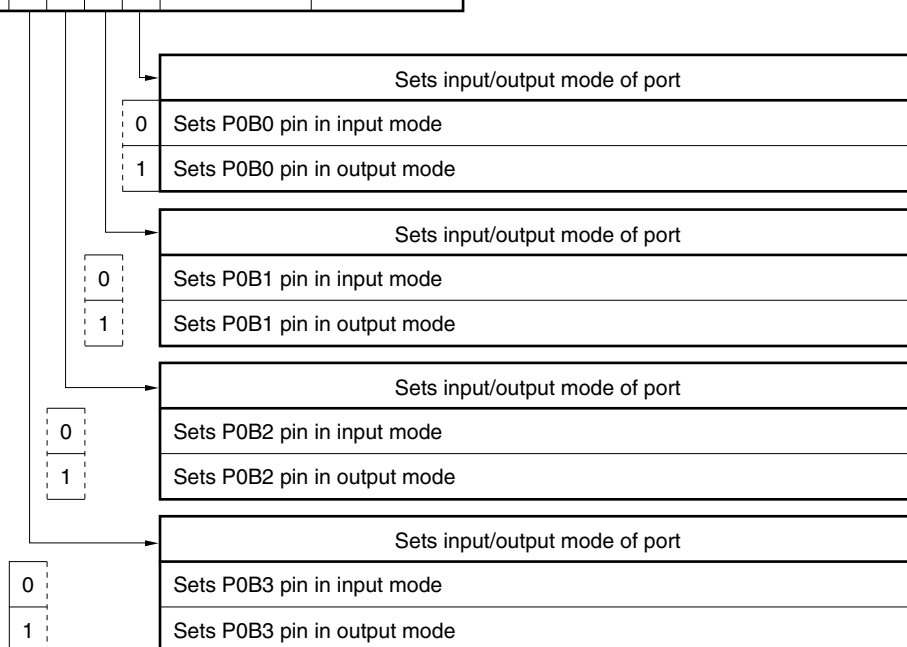 Sets input/output mode of port
0 Sets P0B0 pin in input mode
1 Sets P0B0 pin in output mode
Sets input/output mode of port
0 Sets P0B1 pin in input mode
1 Sets P0B1 pin in output mode
Sets input/output mode of port
0 Sets P0B2 pin in input mode
1 Sets P0B2 pin in output mode
Sets input/output mode of port
0 Sets P0B3 pin in input mode
1 Sets P0B3 pin in output mode